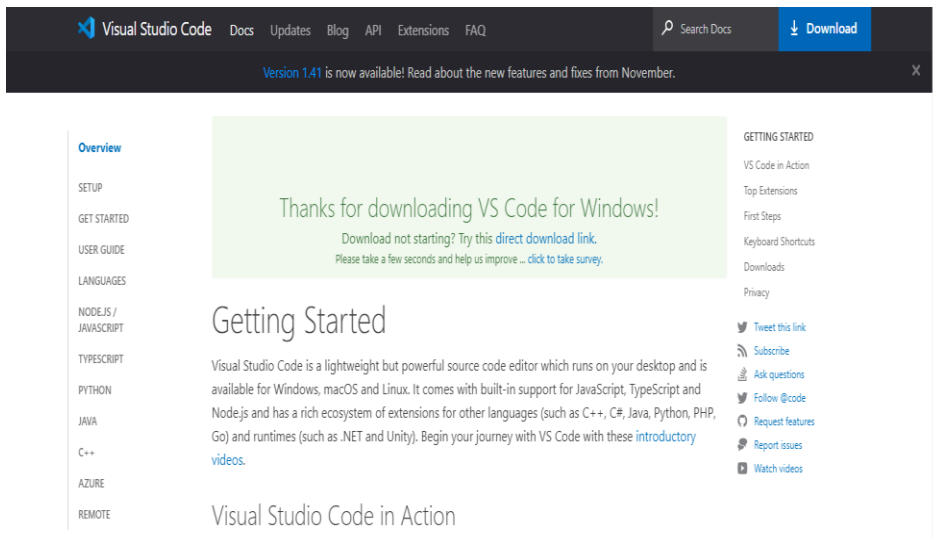 Visual Studio Code Docs Updates Blog API Extensions FAQ Search Docs Download
Version 1.41 is now available! Read about the new features and fixes from November. X
Overview
SETUP
GET STARTED
USER GUIDE
LANGUAGES
NODE.JS /
JAVASCRIPT
TYPESCRIPT
PYTHON
JAVA
C++
AZURE
REMOTE
Thanks for downloading VS Code for Windows!
Download not starting? Try this direct download link.
Please take a few seconds and help us improve ... click to take survey.
Getting Started
Visual Studio Code is a lightweight but powerful source code editor which runs on your desktop and is
available for Windows, macOS and Linux. It comes with built-in support for JavaScript, TypeScript and
Node.js and has a rich ecosystem of extensions for other languages (such as C++, C#, Java, Python, PHP,
Go) and runtimes (such as .NET and Unity). Begin your journey with VS Code with these introductory
videos.
Visual Studio Code in Action
GETTING STARTED
VS Code in Action
Top Extensions
First Steps
Keyboard Shortcuts
Downloads
Privacy
Tweet this link
Subscribe
Ask questions
Follow @code
Request features
Report issues
Watch videos